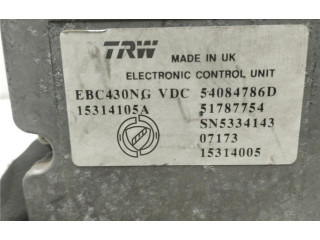 TRW MADE IN UK
ELECTRONIC CONTROL UNIT
EBC430NG VDC 54084786D
15314105A 51787754
SN5334143
07173
15314005